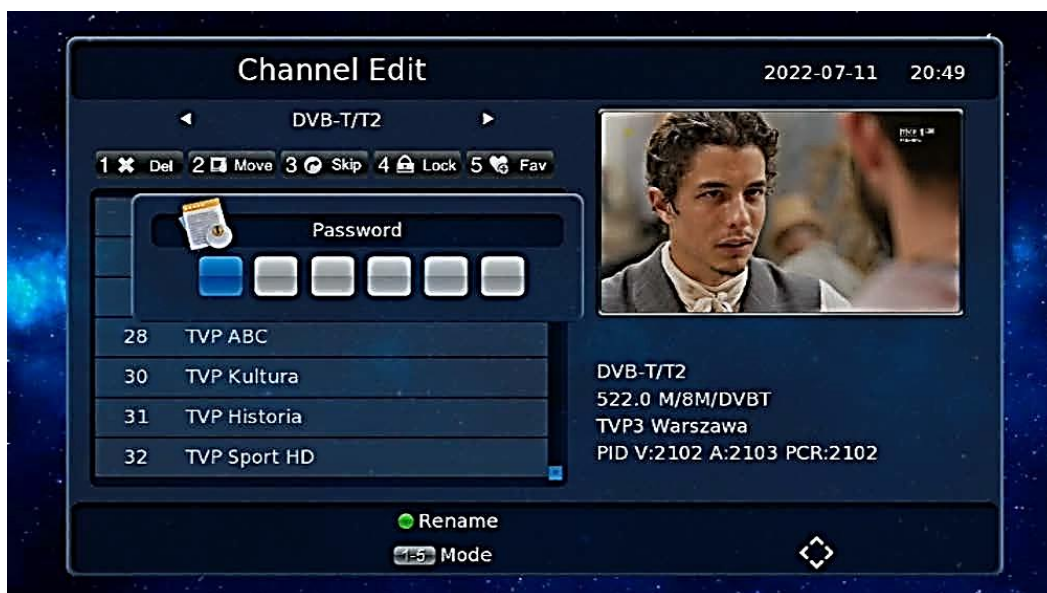 Channel Edit
2022-07-11 20:49
DVB-T/T2
1 Del 2 Move 3 Skip 4 Lock 5 Fav
Password
28 TVP ABC
30 TVP Kultura
31 TVP Historia
32 TVP Sport HD
DVB-T/T2
522.0 M/8M/DVBT
TVP3 Warszawa
PID V:2102 A:2103 PCR:2102
Rename
1-5 Mode